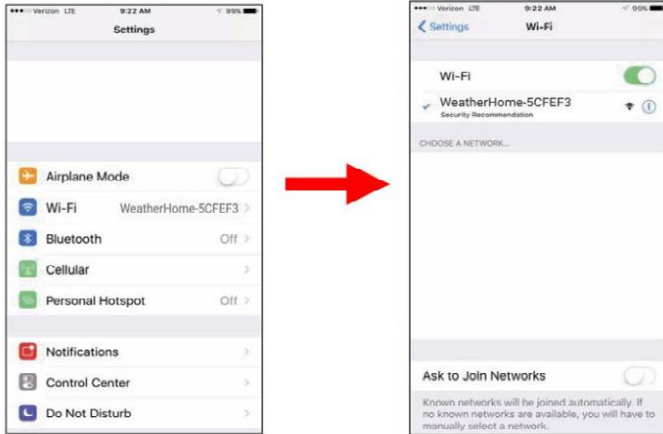 Verizon LTE 9:22 AM 99%
Settings
Airplane Mode
Wi-Fi WeatherHome-5CFEF3
Bluetooth Off
Cellular
Personal Hotspot Off
Notifications
Control Center
Do Not Disturb
Verizon LTE 9:22 AM 99%
Settings Wi-Fi
Wi-Fi
WeatherHome-5CFEF3
Security Recommendation
CHOOSE A NETWORK...
Ask to Join Networks
Known networks will be joined automatically. If
no known networks are available, you will have to
manually select a network.